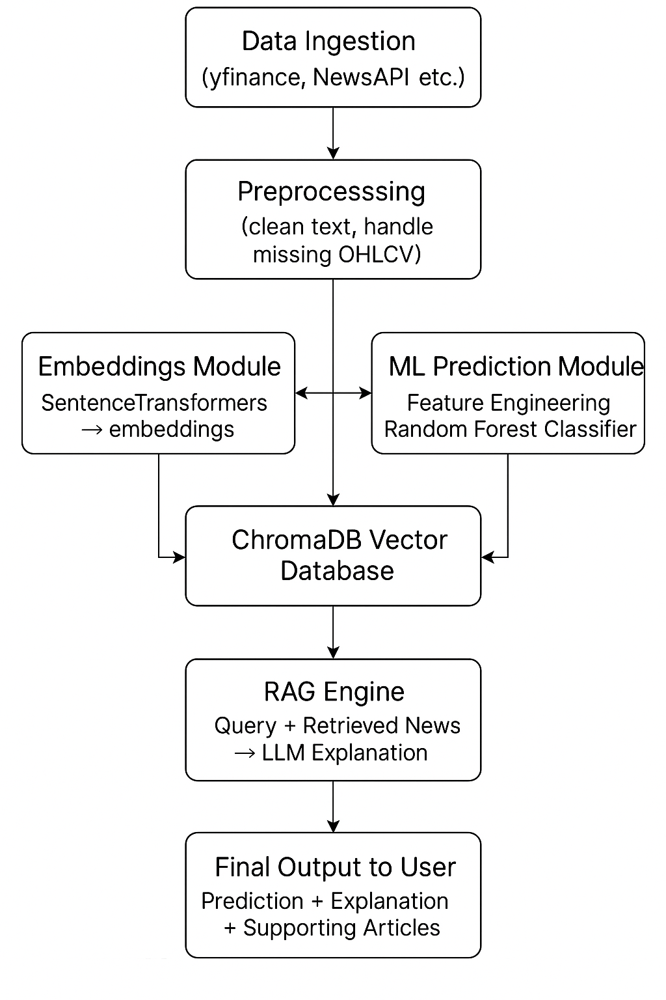 Data Ingestion
(yfinance, NewsAPI etc.)
Preprocesssing
(clean text, handle
missing OHLCV)
Embeddings Module
SentenceTransformers
→ embeddings
ML Prediction Module
Feature Engineering
Random Forest Classifier
ChromaDB Vector
Database
RAG Engine
Query + Retrieved News
→ LLM Explanation
Final Output to User
Prediction + Explanation
+ Supporting Articles